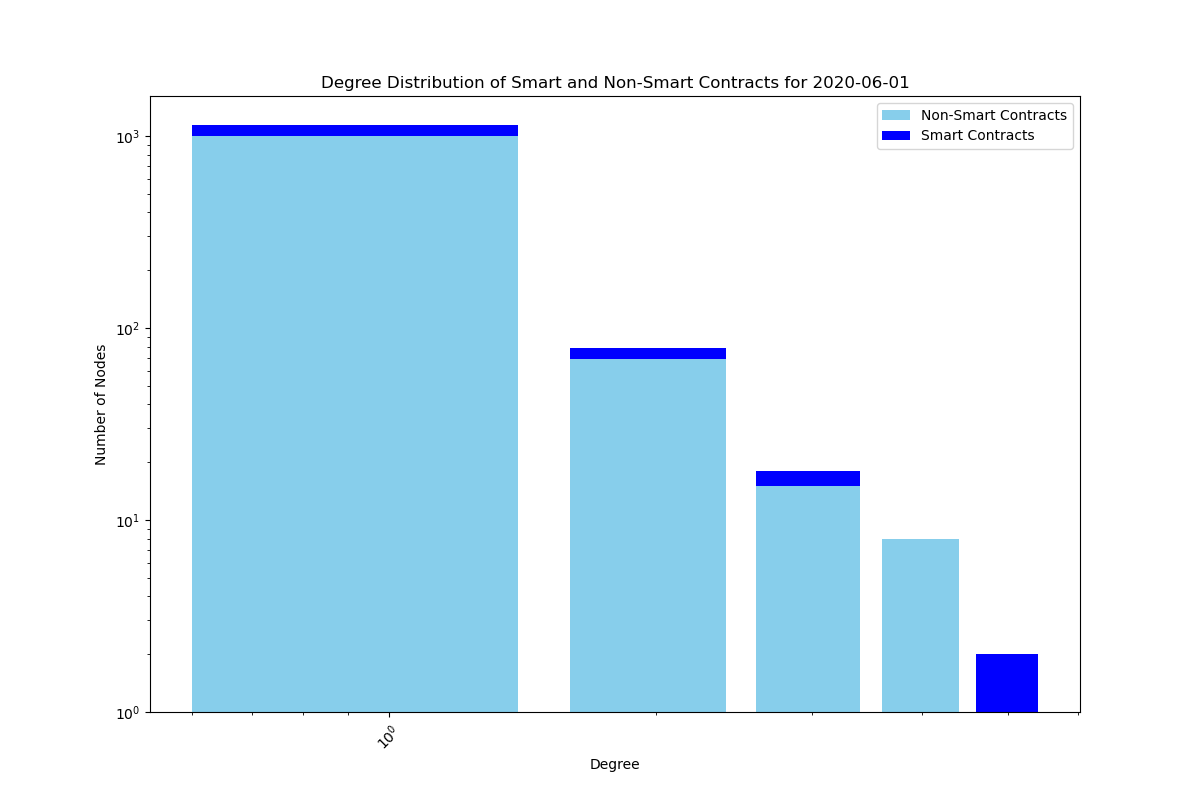 Degree Distribution of Smart and Non-Smart Contracts for 2020-06-01
Non-Smart Contracts
Smart Contracts
10³
10²
10¹
10⁰
Number of Nodes
10⁰
Degree